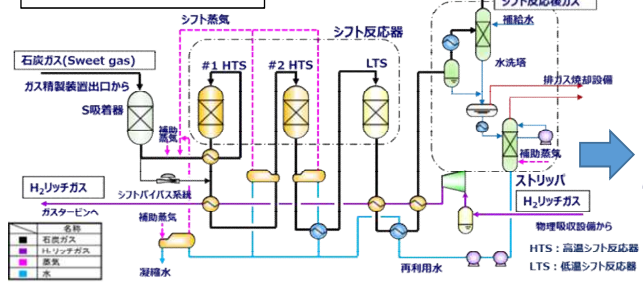 シフト反応後ガス
シフト蒸気
シフト反応器
補給水
石炭ガス(Sweet gas)
#1 HTS
#2 HTS
LTS
水洗塔
ガス精製装置出口から
排ガス焼却設備
S吸着器
補助
蒸気
補助蒸気
ストリッパ
H₂リッチガス
シフトバイパス系統
H₂リッチガス
ガスタービンへ
補助蒸気
物理吸収設備から
名称
石炭ガス
H₂リッチガス
蒸気
水
凝縮水
再利用水
HTS：高温シフト反応器
LTS：低温シフト反応器